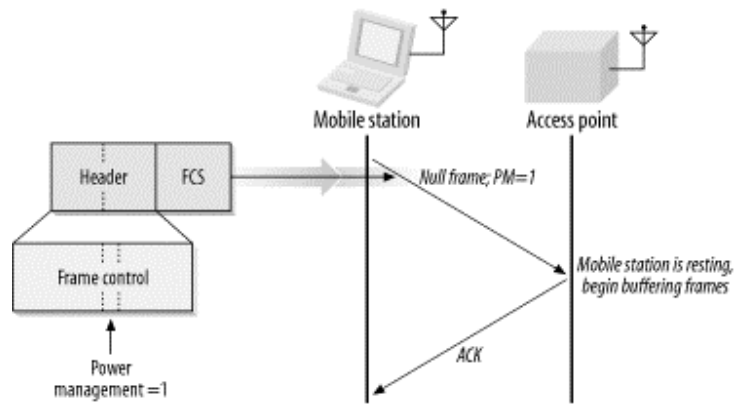 Mobile station
Access point
Header
FCS
Null frame; PM=1
Frame control
Mobile station is resting,
begin buffering frames
Power
management =1
ACK